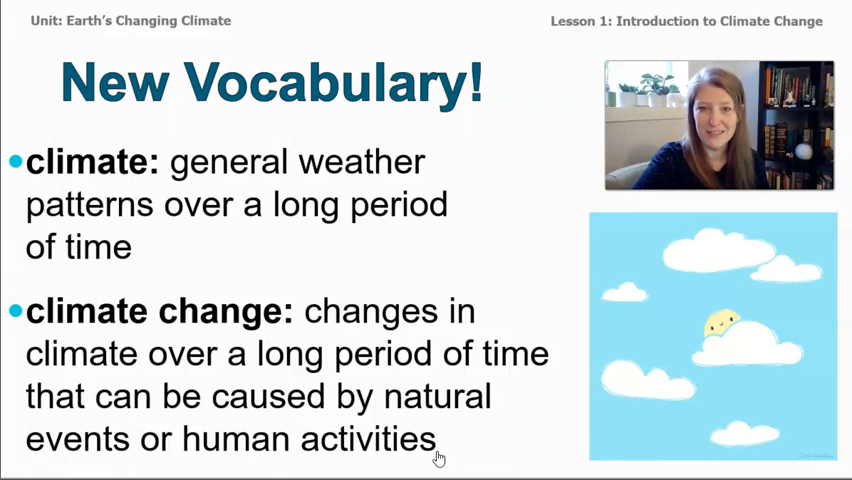 Unit: Earth's Changing Climate
Lesson 1: Introduction to Climate Change
New Vocabulary!
•climate: general weather
patterns over a long period
of time
•climate change: changes in
climate over a long period of time
that can be caused by natural
events or human activities